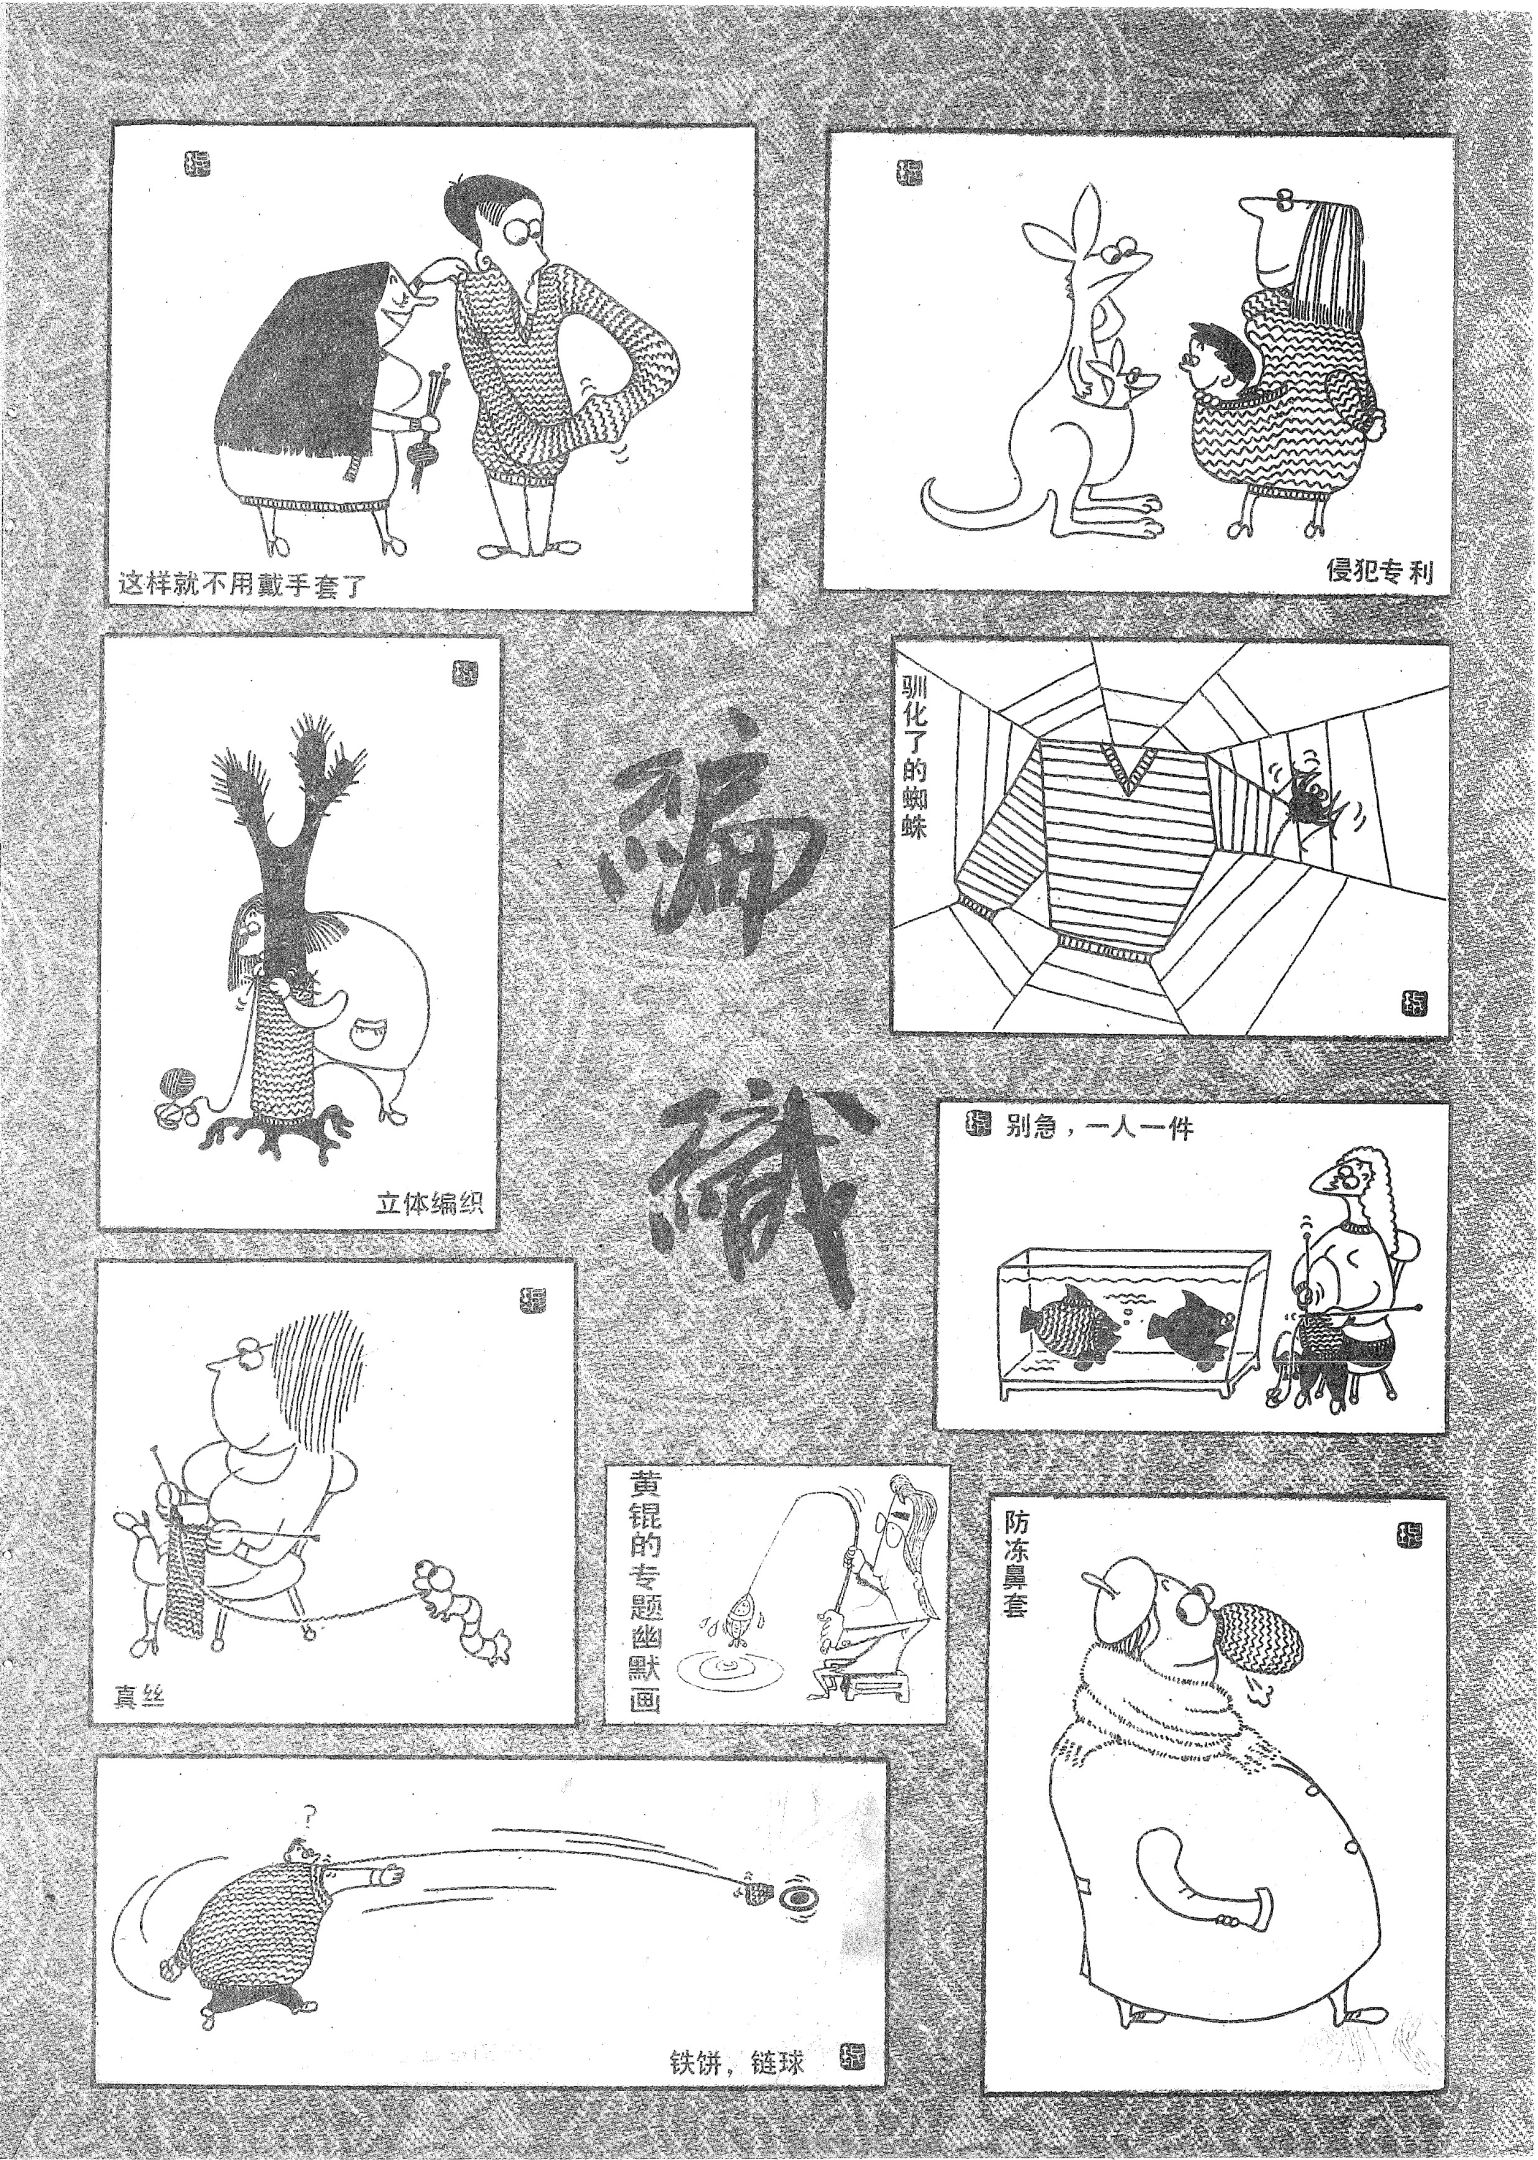 这样就不用戴手套了
侵犯专利
編織
驯化了的蜘蛛
立体编织
别急，一人一件
真丝
黄锟的专题幽默画
防冻鼻套
?
铁饼，链球